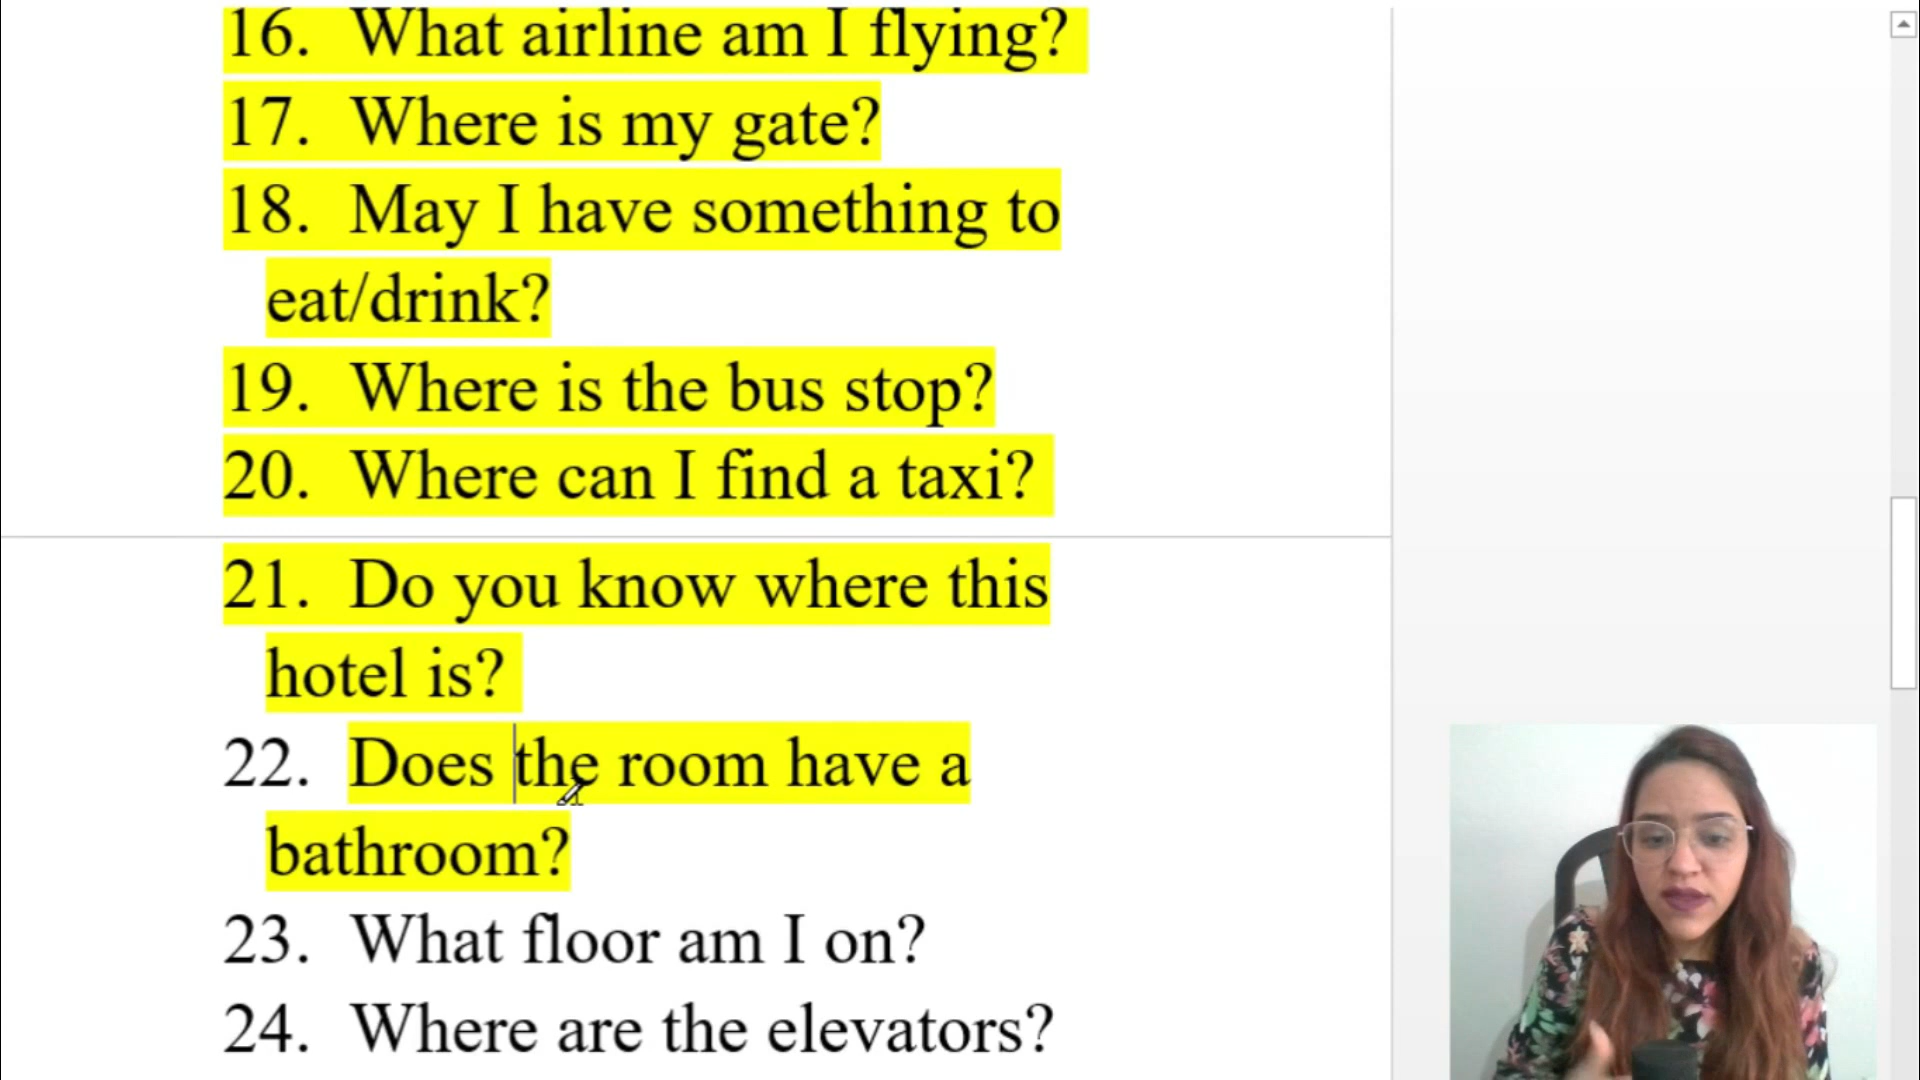 16. What airline am I flying?
17. Where is my gate?
18. May I have something to
eat/drink?
19. Where is the bus stop?
20. Where can I find a taxi?
21. Do you know where this
hotel is?
22. Does the room have a
bathroom?
23. What floor am I on?
24. Where are the elevators?